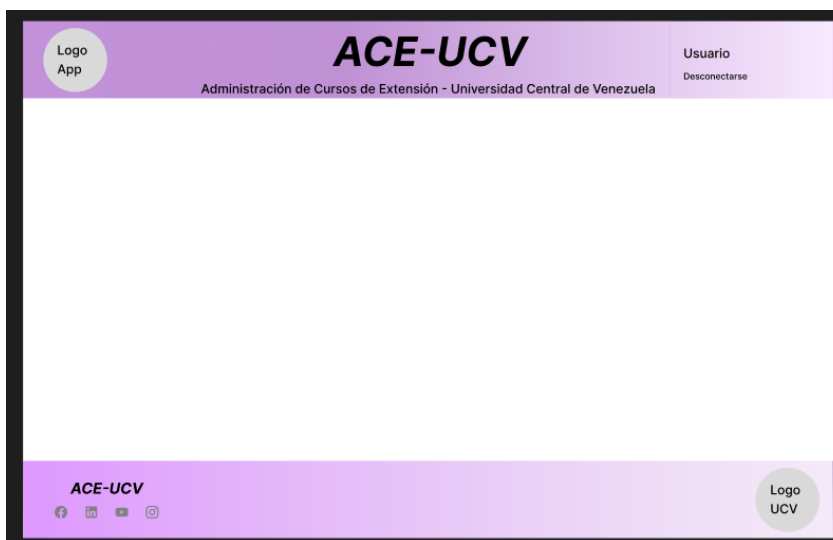 Logo
App
ACE-UCV
Administración de Cursos de Extensión - Universidad Central de Venezuela
Usuario
Desconectarse
ACE-UCV
Logo
UCV